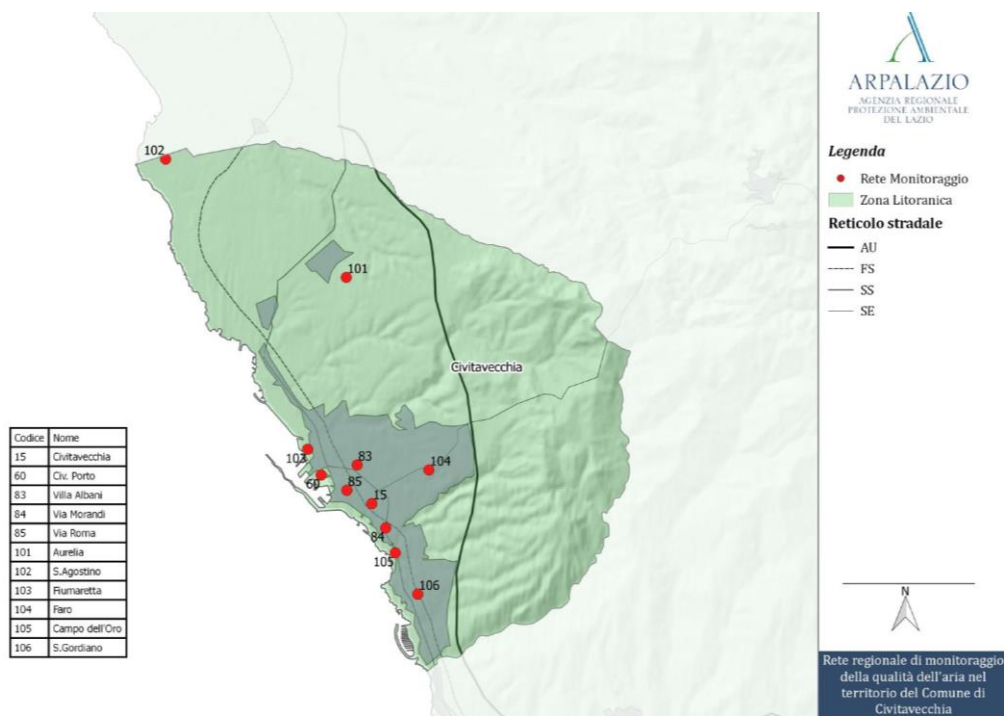 102
101
Civitavecchia
103
83
104
60
85
15
84
105
106
Codice Nome
15 Civitavecchia
60 Civ. Porto
83 Villa Albani
84 Via Morandi
85 Via Roma
101 Aurelia
102 S.Agostino
103 Fiumaretta
104 Faro
105 Campo dell'Oro
106 S.Gordiano
ARPALAZIO
AGENZIA REGIONALE
PROTEZIONE AMBIENTALE
DEL LAZIO
Legenda
Rete Monitoraggio
Zona Litoranica
Reticolo stradale
AU
FS
SS
SE
N
Rete regionale di monitoraggio
della qualità dell'aria nel
territorio del Comune di
Civitavecchia